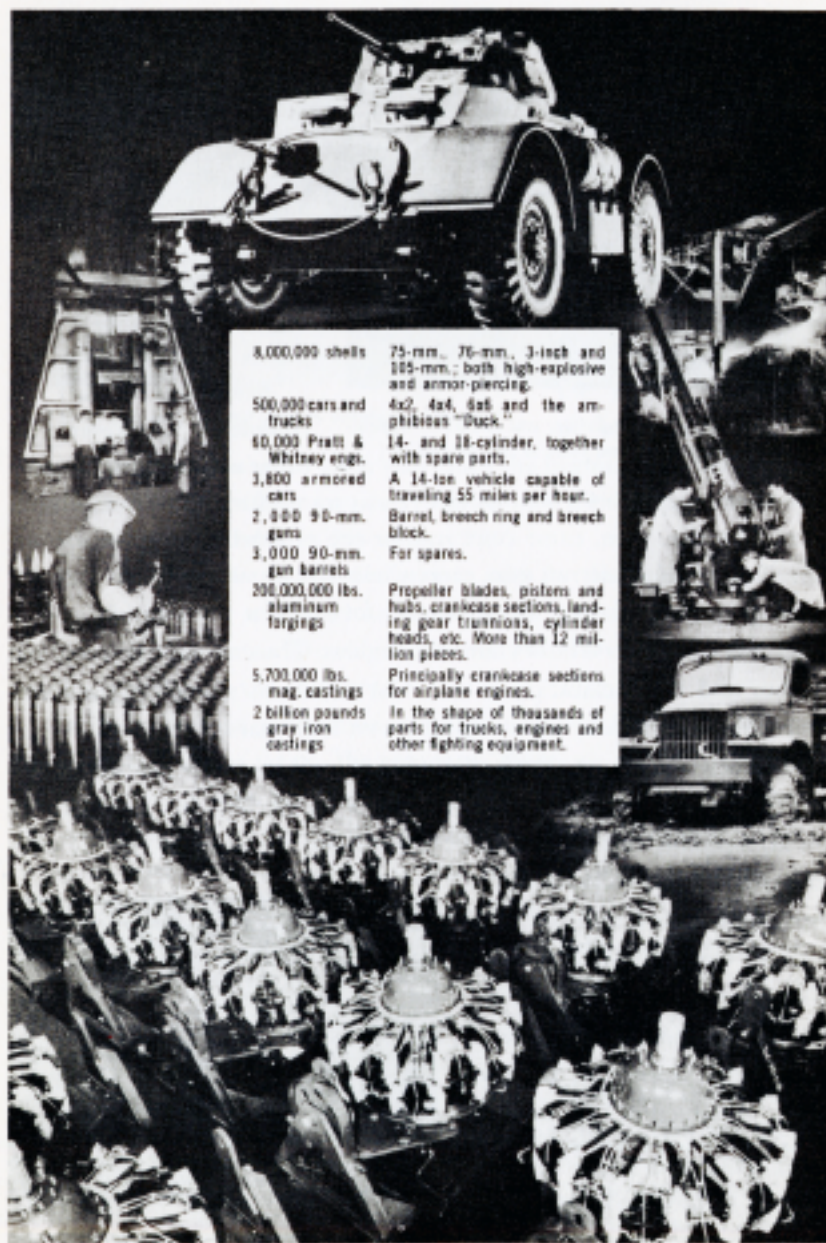 8,000,000 shells 75-mm., 76-mm., 3-inch and
105-mm.; both high-explosive
and armor-piercing.
500,000 cars and 4x2, 4x4, 6x6 and the am-
trucks phibious "Duck."
60,000 Pratt & 14- and 18-cylinder, together
Whitney engs. with spare parts.
3,800 armored A 14-ton vehicle capable of
cars traveling 55 miles per hour.
2,000 90-mm. Barrel, breech ring and breech
guns block.
3,000 90-mm. For spares.
gun barrels
200,000,000 lbs. Propeller blades, pistons and
aluminum hubs, crankcase sections, land-
forgings ing gear trunnions, cylinder
heads, etc. More than 12 mil-
lion pieces.
5,700,000 lbs. Principally crankcase sections
mag. castings for airplane engines.
2 billion pounds In the shape of thousands of
gray iron parts for trucks, engines and
castings other fighting equipment.